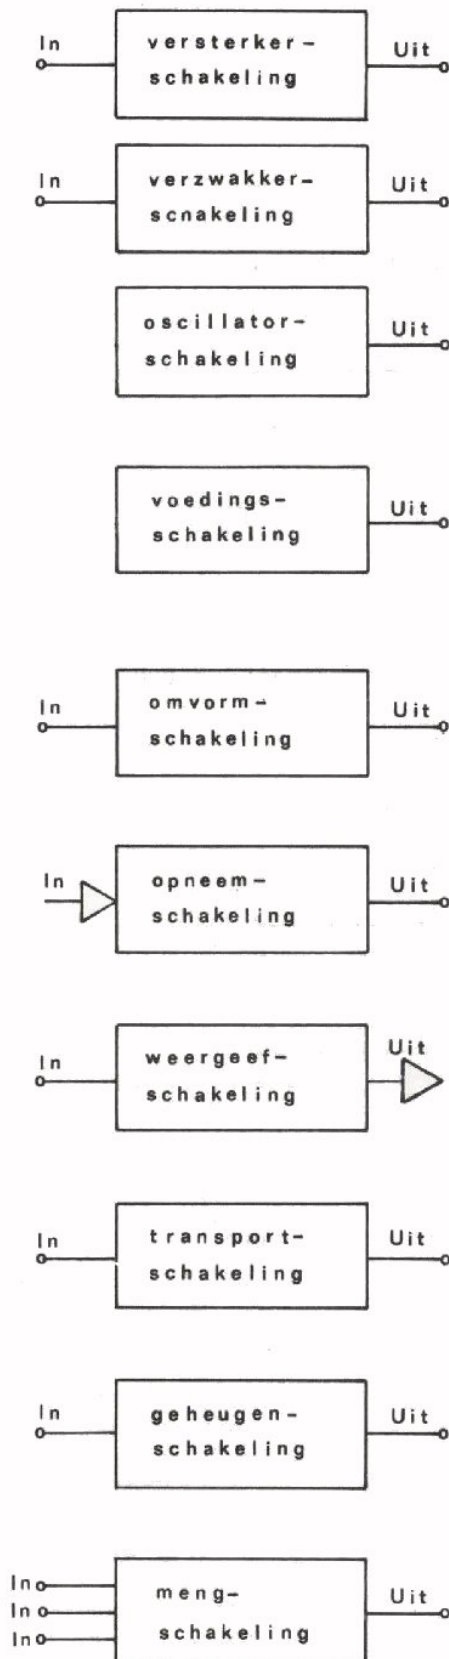 In
versterker-
Uit
schakeling
In
verzwakker-
Uit
scnakeling
oscillator-
Uit
schakeling
voedings-
Uit
schakeling
In
omvorm-
Uit
schakeling
In
opneem-
Uit
schakeling
In
weergeef-
Uit
schakeling
In
transport-
Uit
schakeling
In
geheugen-
Uit
schakeling
In
meng-
Uit
In
In
schakeling